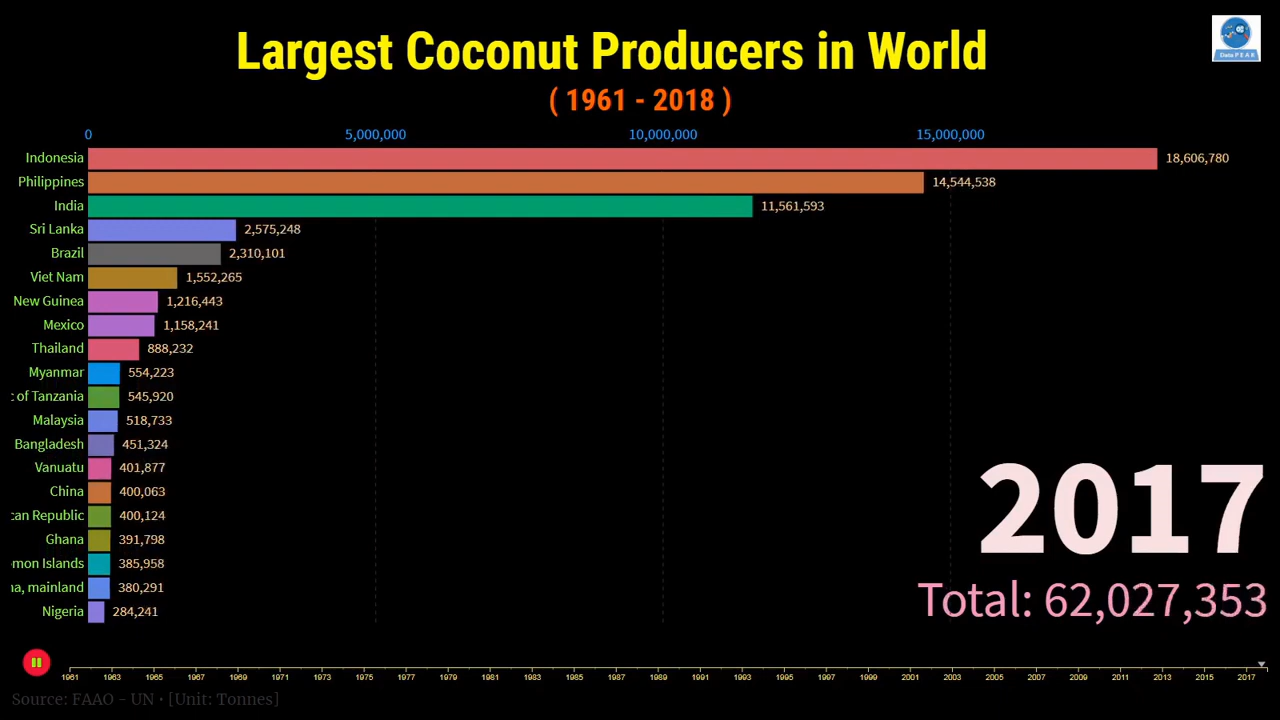 Largest Coconut Producers in World
( 1961 - 2018 )
Data P E A K
0 5,000,000 10,000,000 15,000,000
Indonesia 18,606,780
Philippines 14,544,538
India 11,561,593
Sri Lanka 2,575,248
Brazil 2,310,101
Viet Nam 1,552,265
New Guinea 1,216,443
Mexico 1,158,241
Thailand 888,232
Myanmar 554,223
of Tanzania 545,920
Malaysia 518,733
Bangladesh 451,324
Vanuatu 401,877
China 400,063
can Republic 400,124
Ghana 391,798
mon Islands 385,958
na, mainland 380,291
Nigeria 284,241
2017
Total: 62,027,353
1961 1963 1965 1967 1969 1971 1973 1975 1977 1979 1981 1983 1985 1987 1989 1991 1993 1995 1997 1999 2001 2003 2005 2007 2009 2011 2013 2015 2017
Source: FAAO - UN • [Unit: Tonnes]